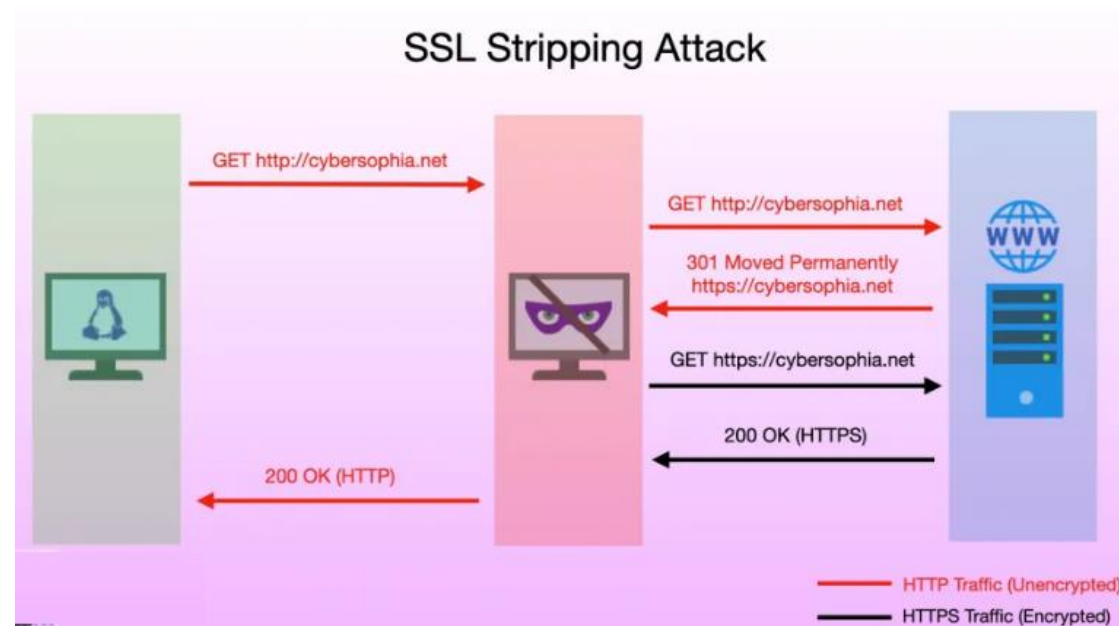 SSL Stripping Attack
GET http://cybersophia.net
GET http://cybersophia.net
WWW
301 Moved Permanently
https://cybersophia.net
GET https://cybersophia.net
200 OK (HTTPS)
200 OK (HTTP)
HTTP Traffic (Unencrypted)
HTTPS Traffic (Encrypted)